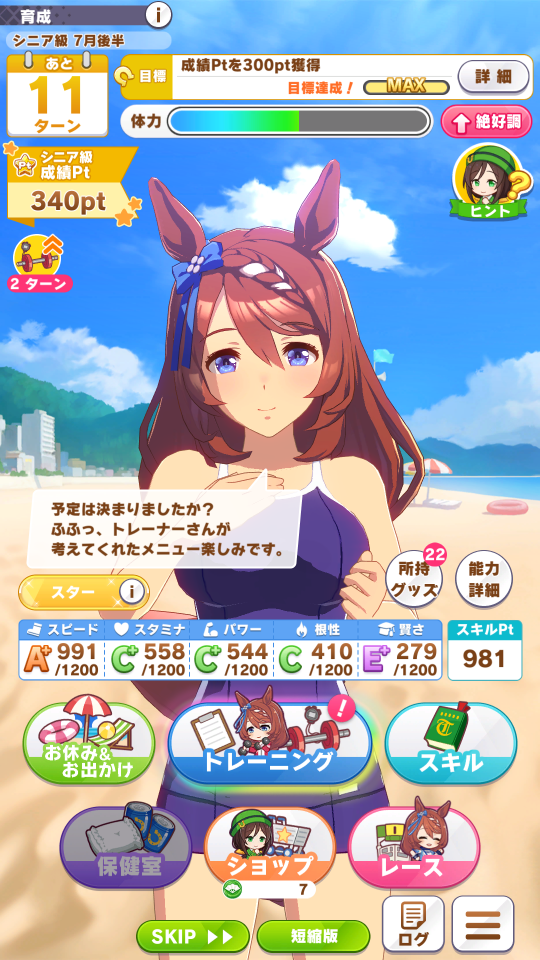 育成
i
シニア級 7月後半
あと
11
ターン
目標
成績Ptを300pt獲得
目標達成！
MAX
詳細
体力
絶好調
Pt
シニア級
成績Pt
340pt
ヒント
2 ターン
予定は決まりましたか？
ふふっ、トレーナーさんが
考えてくれたメニュー楽しみです。
スター
i
22
所持
グッズ
能力
詳細
スピード
スタミナ
パワー
根性
賢さ
スキルPt
A+ 991 /1200
C+ 558 /1200
C+ 544 /1200
C 410 /1200
E+ 279 /1200
981
お休み&
お出かけ
トレーニング
スキル
保健室
ショップ
7
レース
SKIP
短縮版
ログ